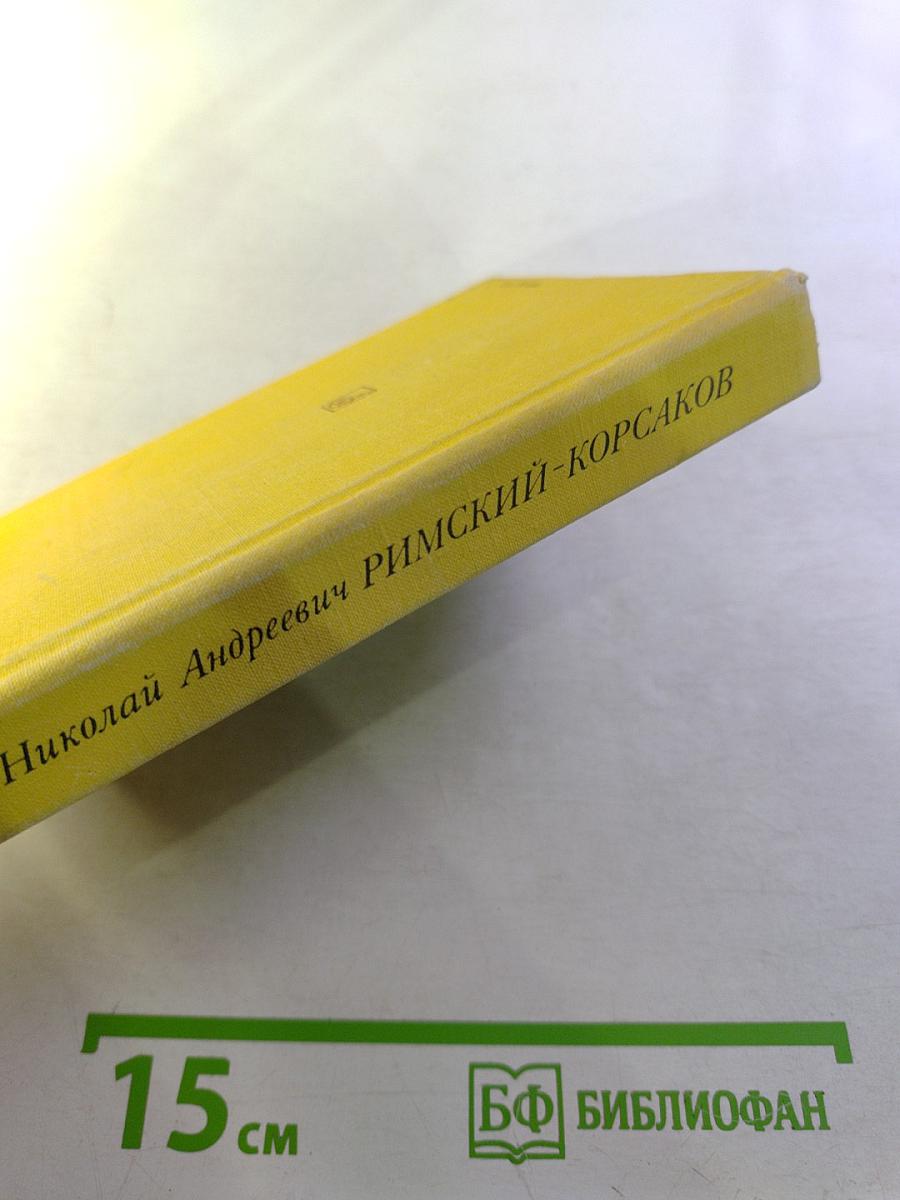 Николай Андреевич РИМСКИЙ-КОРСАКОВ
15 см
БФ БИБЛИОФАН